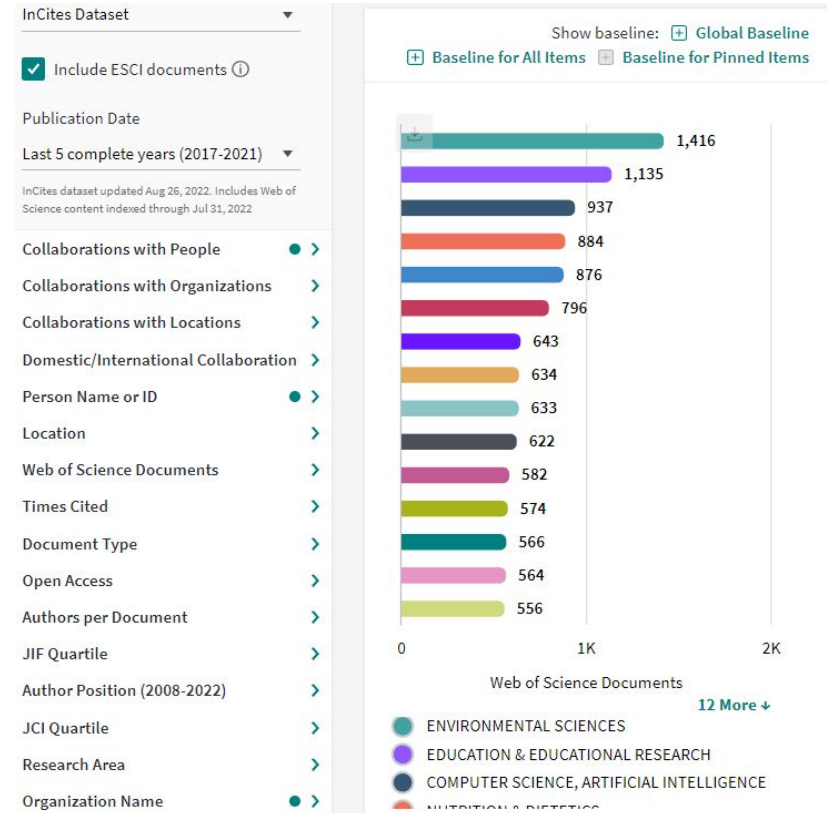 InCites Dataset
Include ESCI documents
Publication Date
Last 5 complete years (2017-2021)
InCites dataset updated Aug 26, 2022. Includes Web of
Science content indexed through Jul 31, 2022
Collaborations with People
Collaborations with Organizations
Collaborations with Locations
Domestic/International Collaboration
Person Name or ID
Location
Web of Science Documents
Times Cited
Document Type
Open Access
Authors per Document
JIF Quartile
Author Position (2008-2022)
JCI Quartile
Research Area
Organization Name
Show baseline: Global Baseline
Baseline for All Items Baseline for Pinned Items
1,416
1,135
937
884
876
796
643
634
633
622
582
574
566
564
556
0 1K 2K
Web of Science Documents
12 More ↓
ENVIRONMENTAL SCIENCES
EDUCATION & EDUCATIONAL RESEARCH
COMPUTER SCIENCE, ARTIFICIAL INTELLIGENCE
NUTRITION & DIETETICS